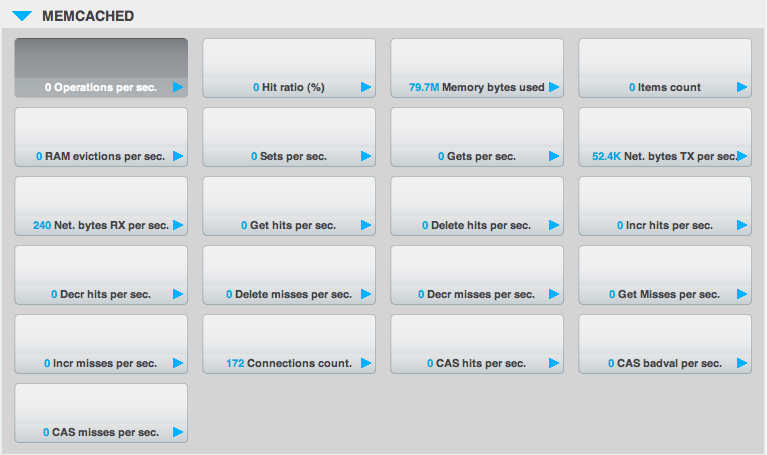 MEMCACHED
0 Operations per sec.
0 Hit ratio (%)
79.7M Memory bytes used
0 Items count
0 RAM evictions per sec.
0 Sets per sec.
0 Gets per sec.
52.4K Net. bytes TX per sec.
240 Net. bytes RX per sec.
0 Get hits per sec.
0 Delete hits per sec.
0 Incr hits per sec.
0 Decr hits per sec.
0 Delete misses per sec.
0 Decr misses per sec.
0 Get Misses per sec.
0 Incr misses per sec.
172 Connections count.
0 CAS hits per sec.
0 CAS badval per sec.
0 CAS misses per sec.